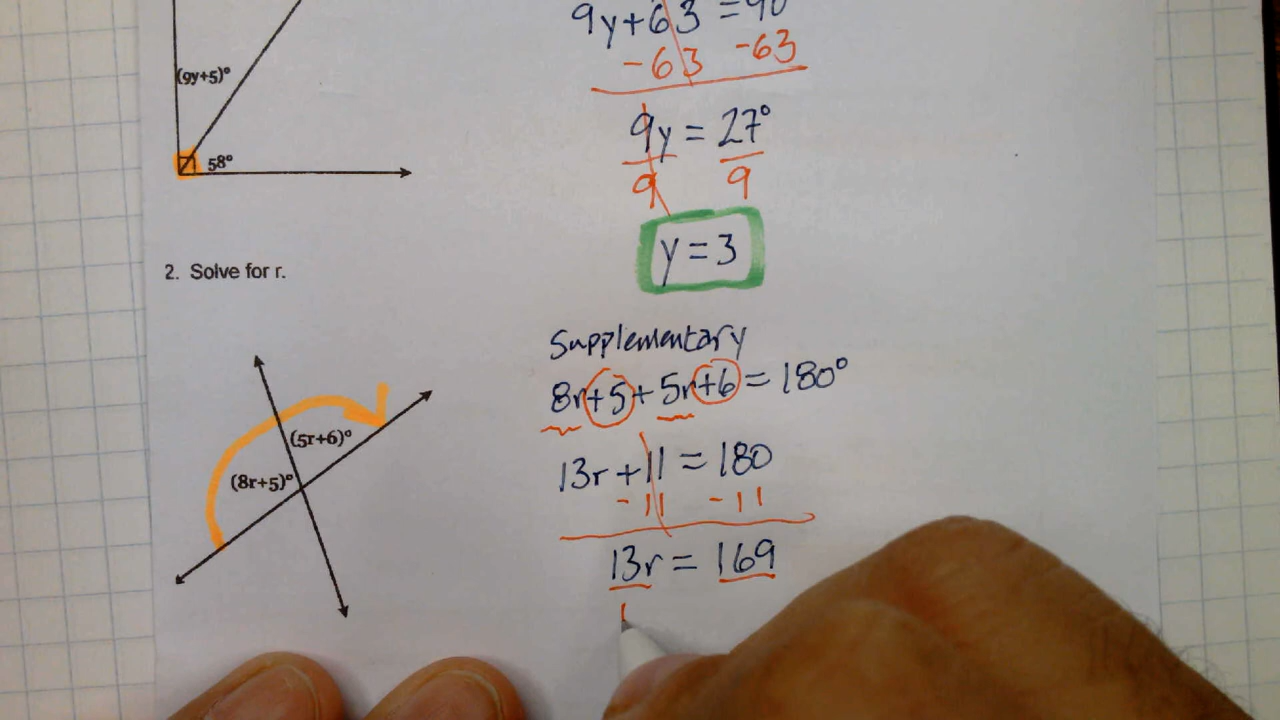 9y+63 = 90
-63 -63
(9y+5)°
9y = 27°
9 9
58°
y = 3
2. Solve for r.
Supplementary
8r+5+5r+6 = 180°
(5r+6)°
13r + 11 = 180
(8r+5)°
-11 -11
13r = 169